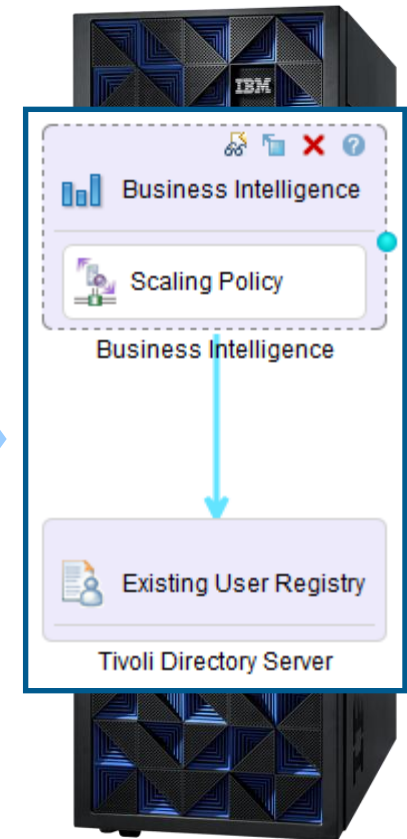 IBM
Business Intelligence
Scaling Policy
Business Intelligence
Existing User Registry
Tivoli Directory Server